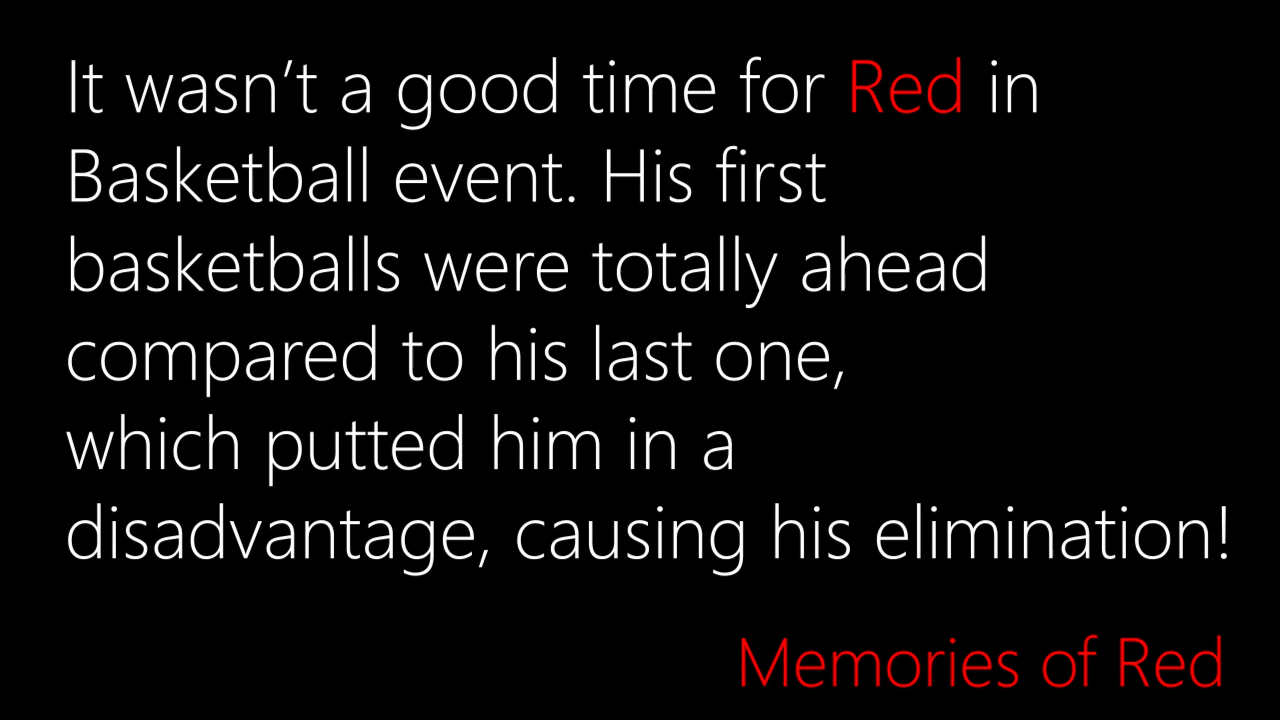 It wasn’t a good time for Red in
Basketball event. His first
basketballs were totally ahead
compared to his last one,
which putted him in a
disadvantage, causing his elimination!
Memories of Red